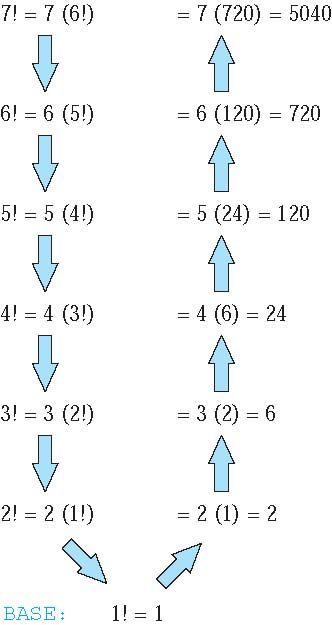 7! = 7 (6!) = 7 (720) = 5040
6! = 6 (5!) = 6 (120) = 720
5! = 5 (4!) = 5 (24) = 120
4! = 4 (3!) = 4 (6) = 24
3! = 3 (2!) = 3 (2) = 6
2! = 2 (1!) = 2 (1) = 2
BASE: 1! = 1